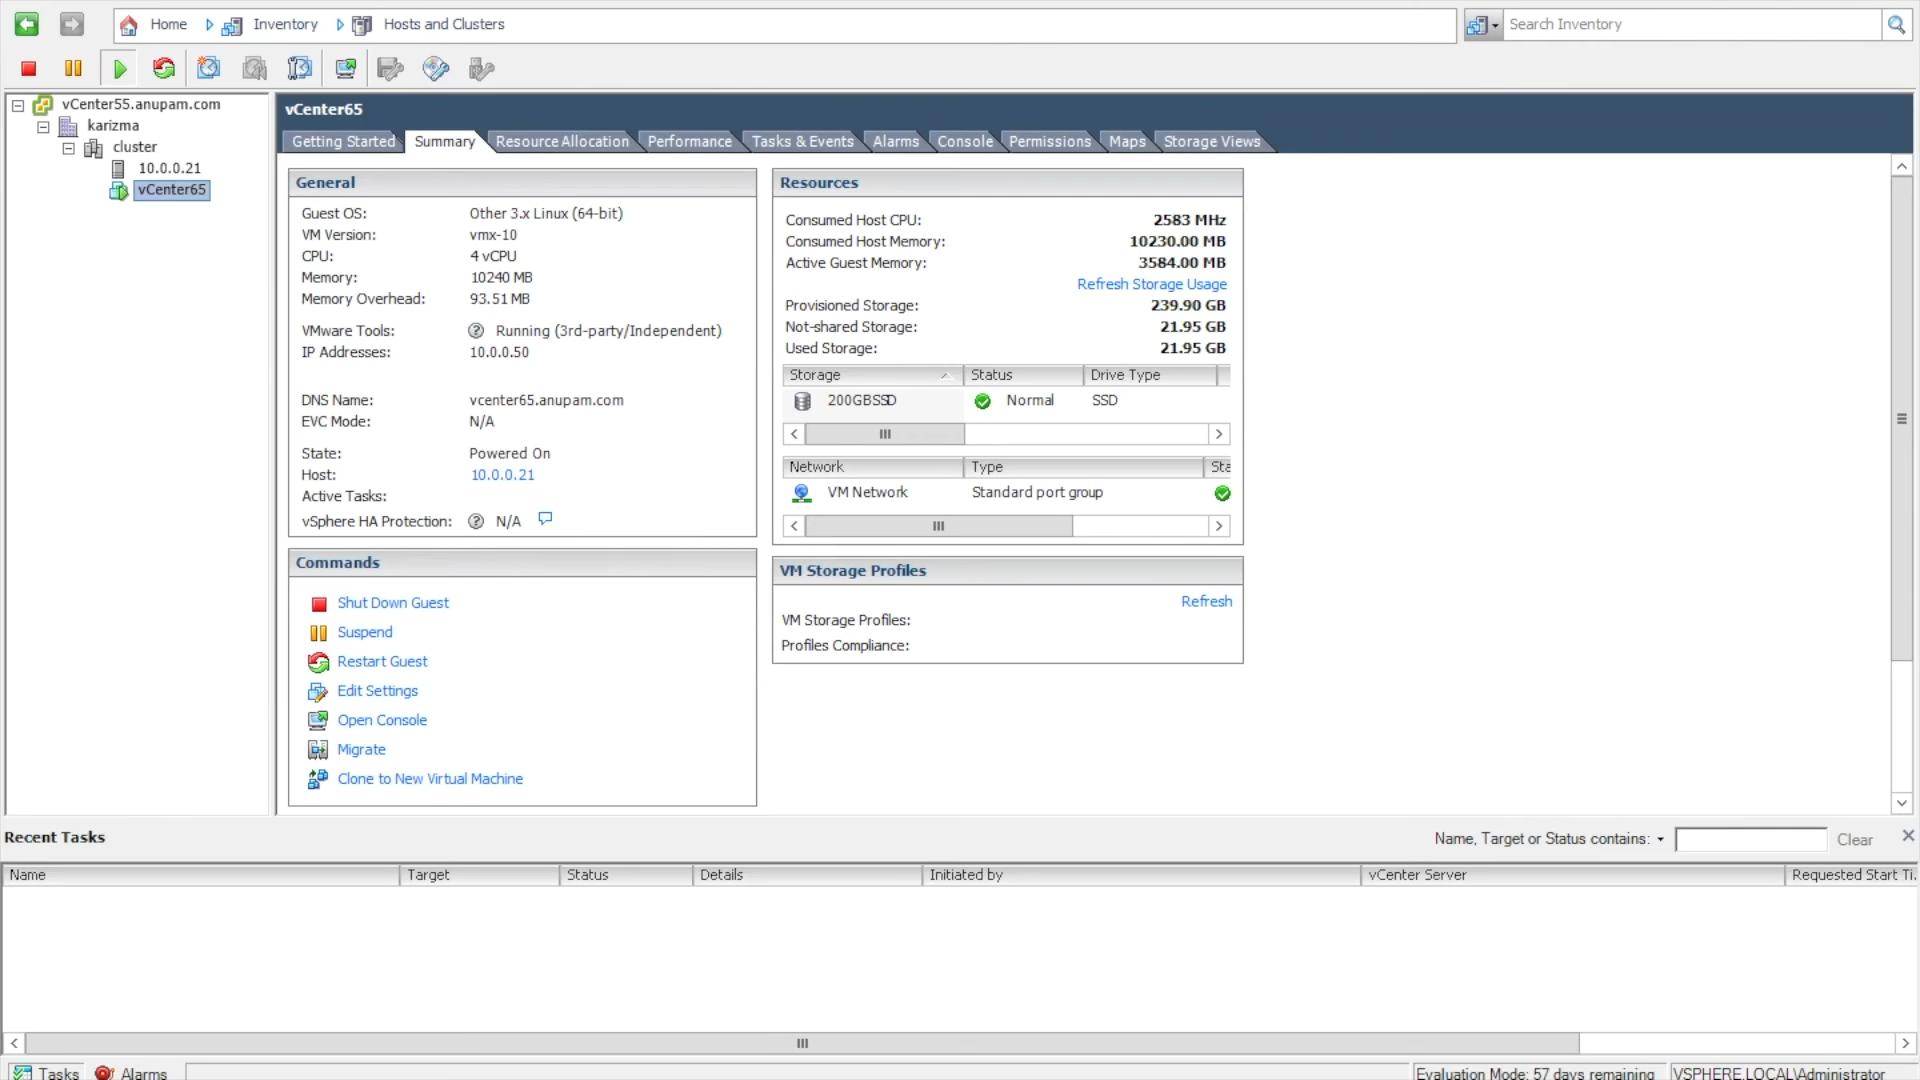 Home Inventory Hosts and Clusters Search Inventory
vCenter55.anupam.com
karizma
cluster
10.0.0.21
vCenter65
vCenter65
Getting Started Summary Resource Allocation Performance Tasks & Events Alarms Console Permissions Maps Storage Views
General
Guest OS: Other 3.x Linux (64-bit)
VM Version: vmx-10
CPU: 4 vCPU
Memory: 10240 MB
Memory Overhead: 93.51 MB
VMware Tools: Running (3rd-party/Independent)
IP Addresses: 10.0.0.50
DNS Name: vcenter65.anupam.com
EVC Mode: N/A
State: Powered On
Host: 10.0.0.21
Active Tasks:
vSphere HA Protection: N/A
Commands
Shut Down Guest
Suspend
Restart Guest
Edit Settings
Open Console
Migrate
Clone to New Virtual Machine
Resources
Consumed Host CPU: 2583 MHz
Consumed Host Memory: 10230.00 MB
Active Guest Memory: 3584.00 MB
Refresh Storage Usage
Provisioned Storage: 239.90 GB
Not-shared Storage: 21.95 GB
Used Storage: 21.95 GB
Storage Status Drive Type
200GBSSD Normal SSD
Network Type Sta
VM Network Standard port group
VM Storage Profiles
Refresh
VM Storage Profiles:
Profiles Compliance:
Recent Tasks Name, Target or Status contains: Clear
Name Target Status Details Initiated by vCenter Server Requested Start Ti.
Tasks Alarms Evaluation Mode: 57 days remaining VSPHERE.LOCAL\Administrator